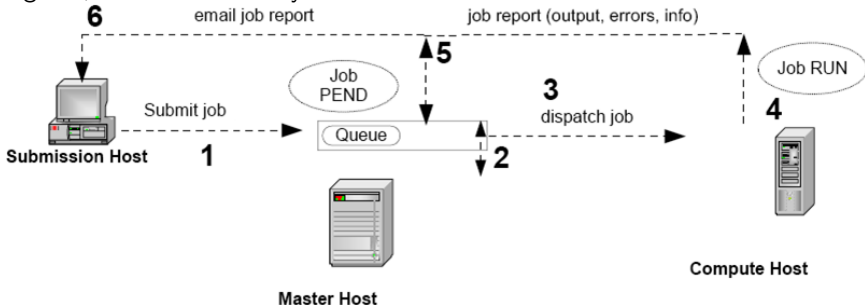 6
email job report
job report (output, errors, info)
5
Job
PEND
Job RUN
3
Submit job
dispatch job
4
Queue
Submission Host
1
2
Compute Host
Master Host